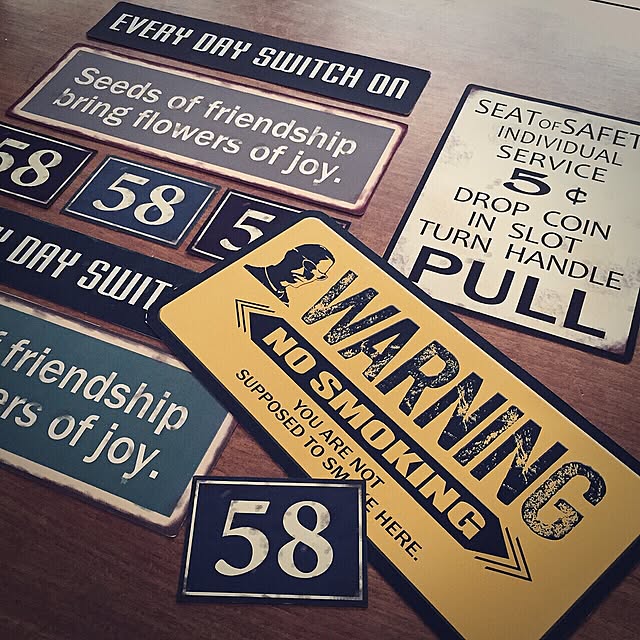 EVERY DAY SWITCH ON
Seeds of friendship
bring flowers of joy.
58
58
5
Y DAY SWIT
f friendship
ers of joy.
SEAT OF SAFET
INDIVIDUAL
SERVICE
5 ¢
DROP COIN
IN SLOT
TURN HANDLE
PULL
WARNING
NO SMOKING
YOU ARE NOT
SUPPOSED TO SM KE HERE.
58